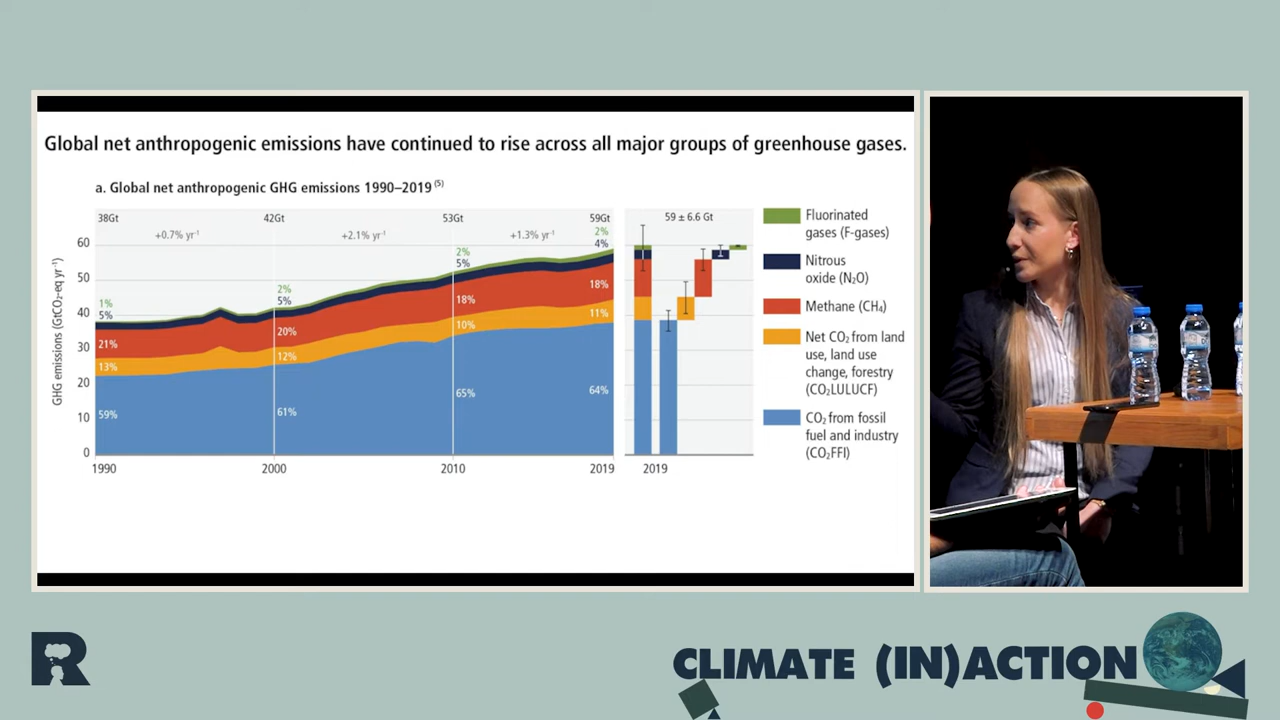 Global net anthropogenic emissions have continued to rise across all major groups of greenhouse gases.
a. Global net anthropogenic GHG emissions 1990–2019 (5)
GHG emissions (GtCO2-eq yr-1)
60
50
40
30
20
10
0
38Gt
42Gt
53Gt
59Gt
+0.7% yr-1
+2.1% yr-1
+1.3% yr-1
1%
5%
21%
13%
59%
2%
5%
20%
12%
61%
2%
5%
18%
10%
65%
2%
4%
18%
11%
64%
1990
2000
2010
2019
59 ± 6.6 Gt
2019
Fluorinated
gases (F-gases)
Nitrous
oxide (N2O)
Methane (CH4)
Net CO2 from land
use, land use
change, forestry
(CO2LULUCF)
CO2 from fossil
fuel and industry
(CO2FFI)
R
CLIMATE (IN)ACTION